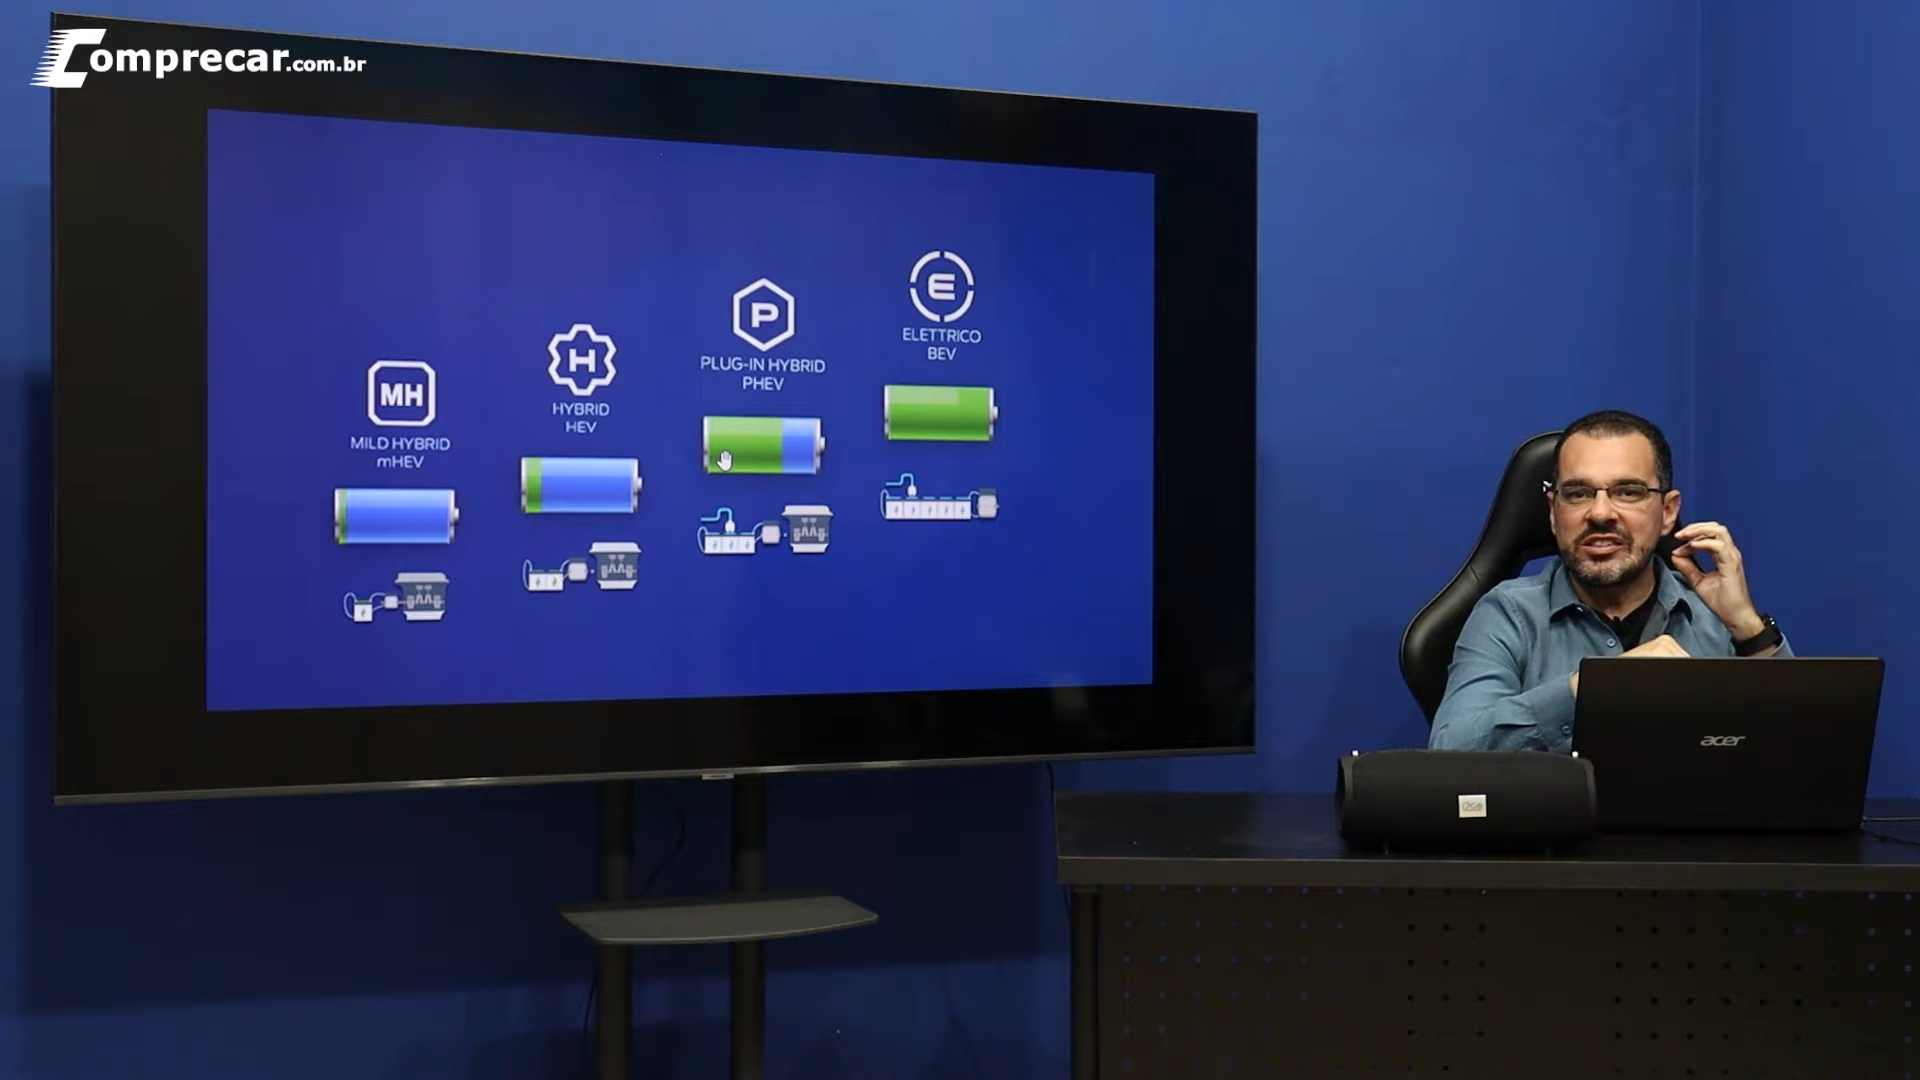 Comprecar.com.br
MH
MILD HYBRID
mHEV
H
HYBRID
HEV
P
PLUG-IN HYBRID
PHEV
E
ELETTRICO
BEV
acer